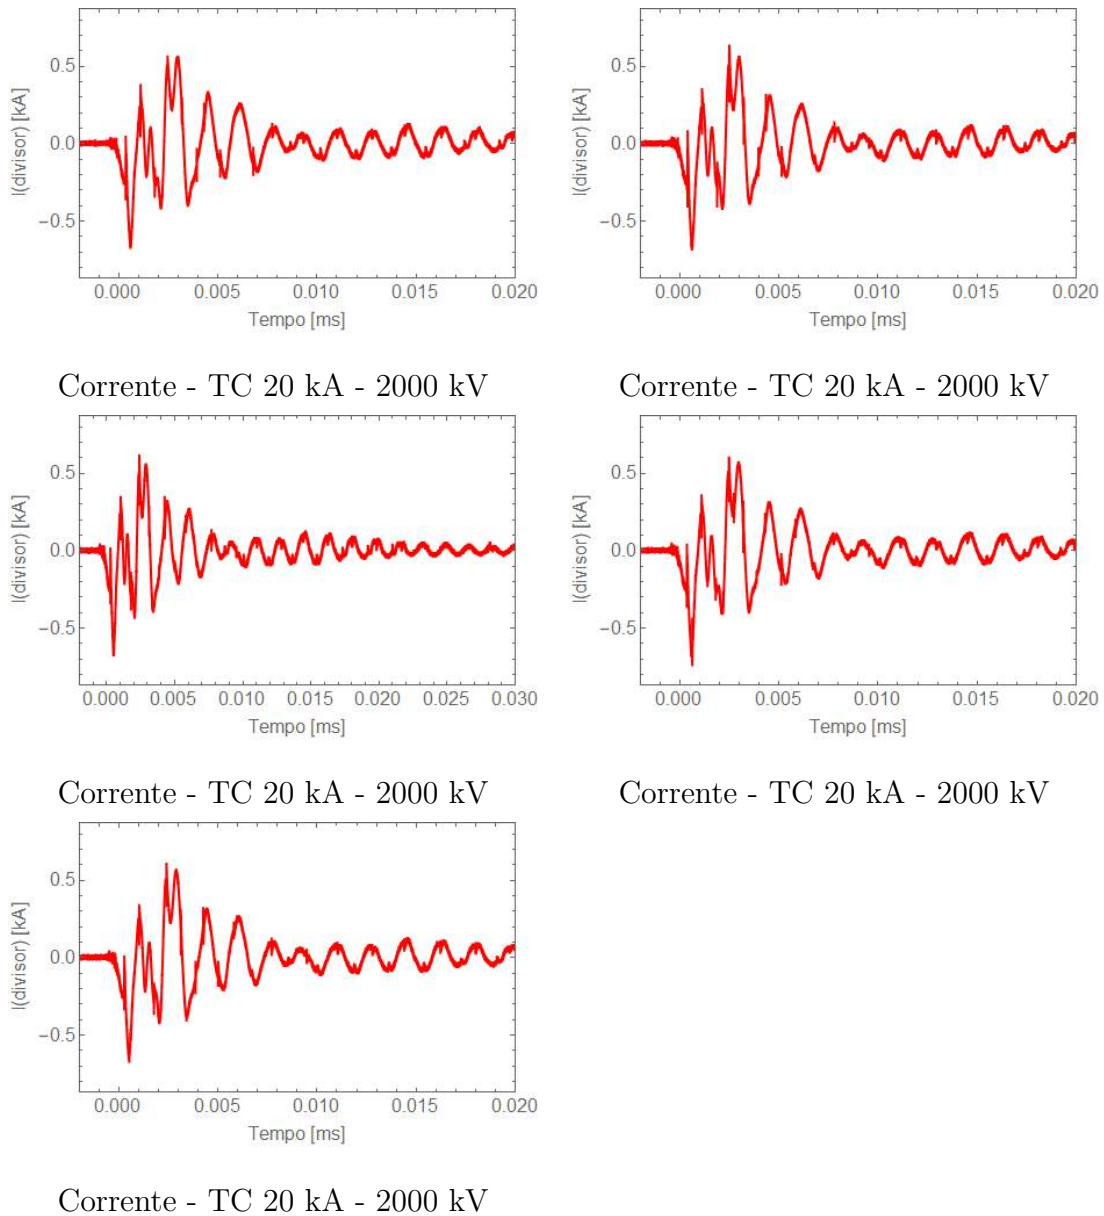 0.5 0.5
0.0 0.0
−0.5 −0.5
I(divisor) [kA] I(divisor) [kA]
0.000 0.005 0.010 0.015 0.020 0.000 0.005 0.010 0.015 0.020
Tempo [ms] Tempo [ms]
Corrente - TC 20 kA - 2000 kV Corrente - TC 20 kA - 2000 kV
0.5 0.5
0.0 0.0
−0.5 −0.5
I(divisor) [kA] I(divisor) [kA]
0.000 0.005 0.010 0.015 0.020 0.025 0.030 0.000 0.005 0.010 0.015 0.020
Tempo [ms] Tempo [ms]
Corrente - TC 20 kA - 2000 kV Corrente - TC 20 kA - 2000 kV
0.5
0.0
−0.5
I(divisor) [kA]
0.000 0.005 0.010 0.015 0.020
Tempo [ms]
Corrente - TC 20 kA - 2000 kV